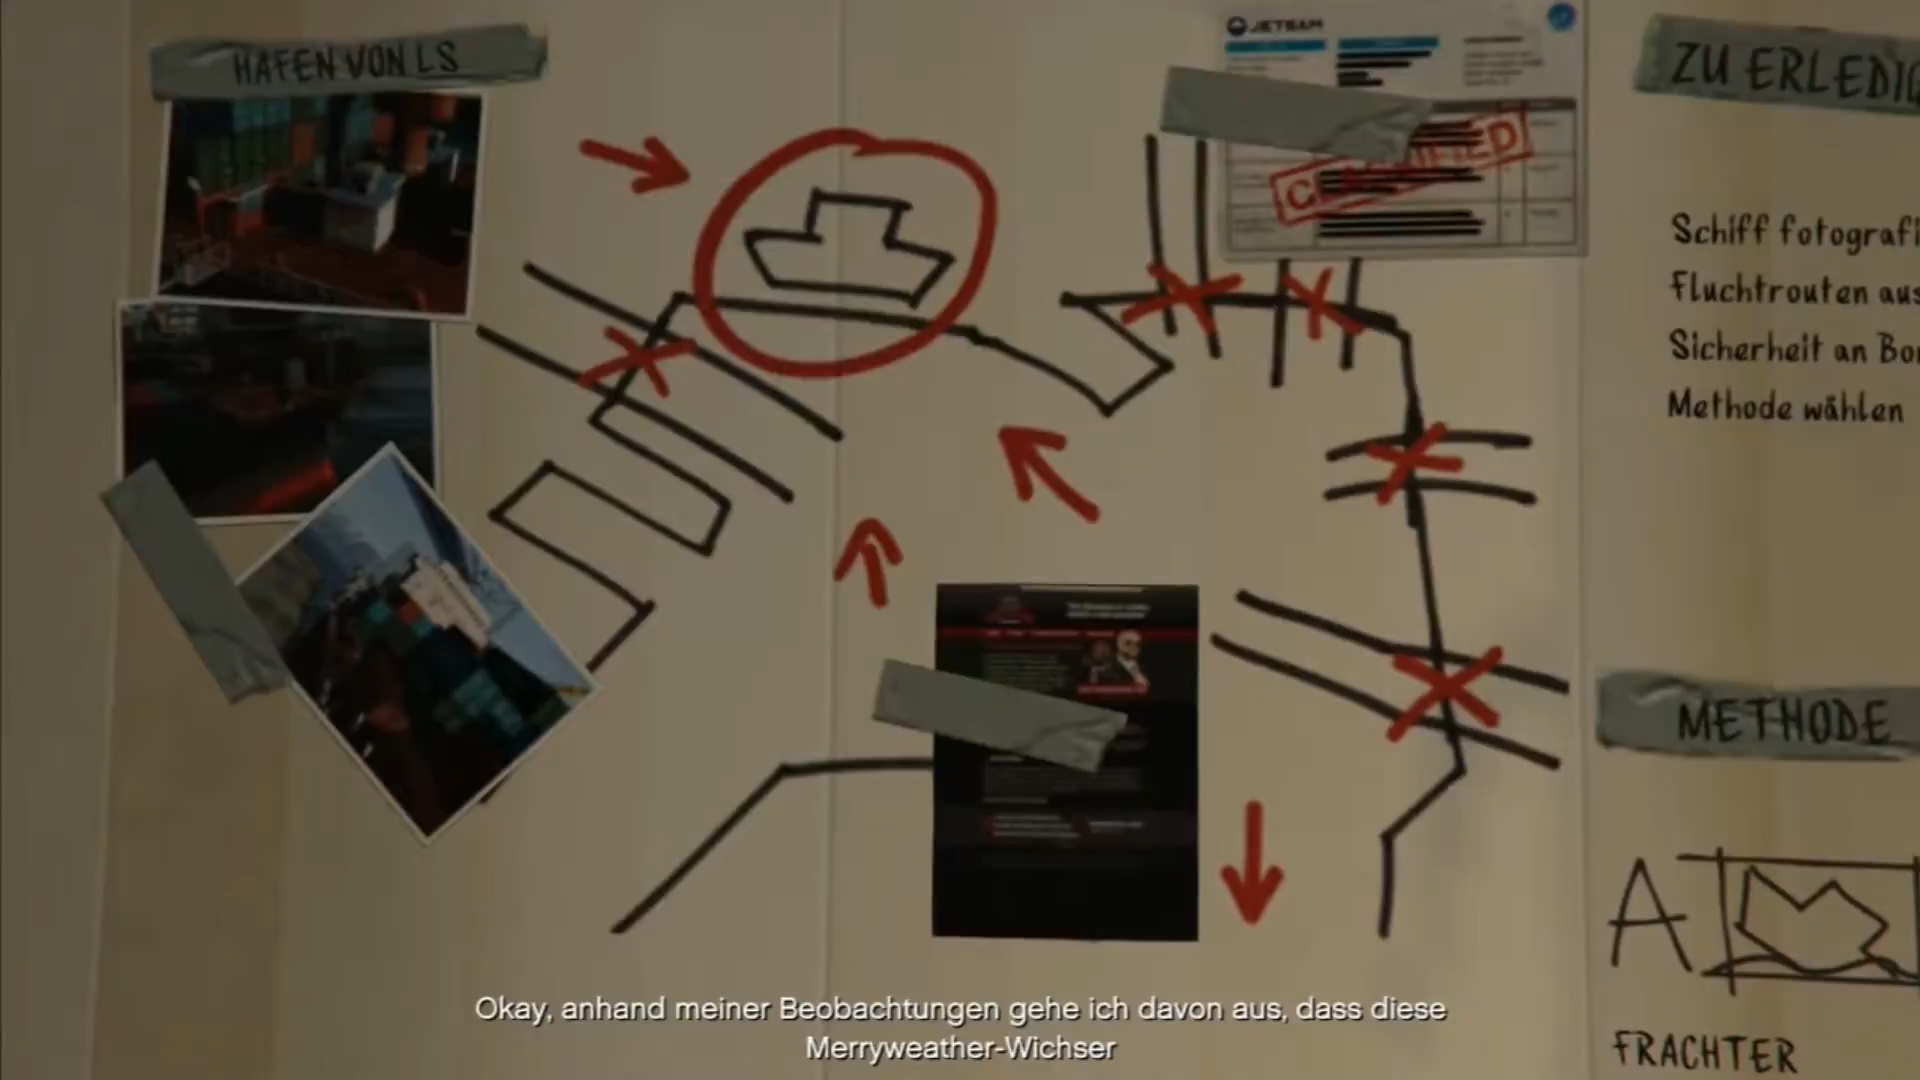 HAFEN VON LS
JETEAM
ZU ERLEDIG
Schiff fotografi
Fluchtrouten aus
Sicherheit an Bor
Methode wählen
METHODE
A
FRACHTER
Okay, anhand meiner Beobachtungen gehe ich davon aus, dass diese
Merryweather-Wichser